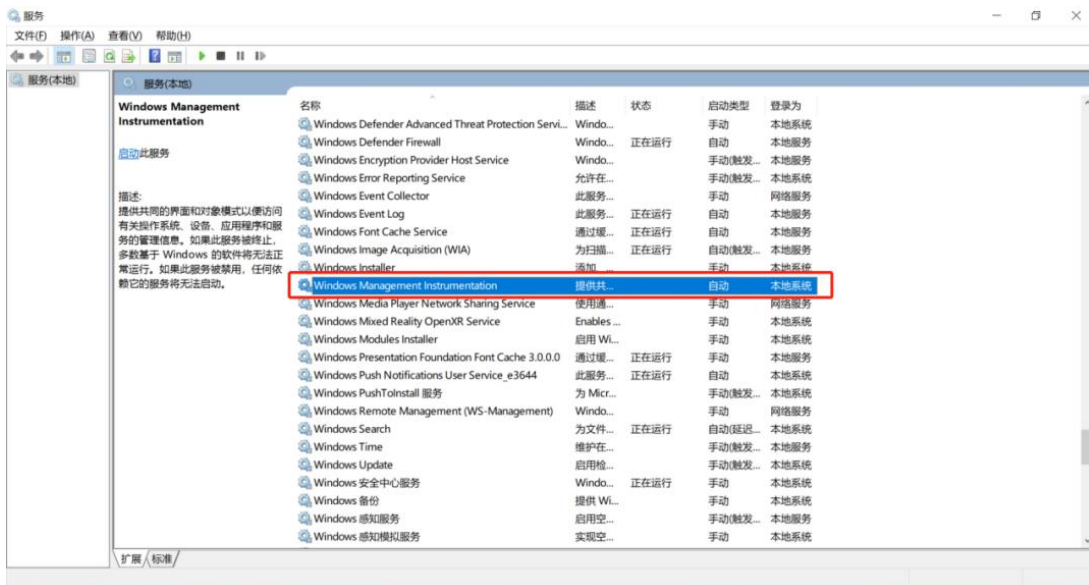 服务
文件(F) 操作(A) 查看(V) 帮助(H)
服务(本地)
服务(本地)
Windows Management
Instrumentation
启动此服务
描述:
提供共同的界面和对象模式以便访问
有关操作系统、设备、应用程序和服
务的管理信息。如果此服务被终止，
多数基于 Windows 的软件将无法正
常运行。如果此服务被禁用，任何依
赖它的服务将无法启动。
名称 描述 状态 启动类型 登录为
Windows Defender Advanced Threat Protection Servi... Windo... 手动 本地系统
Windows Defender Firewall Windo... 正在运行 自动 本地服务
Windows Encryption Provider Host Service Windo... 手动(触发... 本地服务
Windows Error Reporting Service 允许在... 手动(触发... 本地系统
Windows Event Collector 此服务... 手动 网络服务
Windows Event Log 此服务... 正在运行 自动 本地服务
Windows Font Cache Service 通过缓... 正在运行 自动 本地服务
Windows Image Acquisition (WIA) 为扫描... 正在运行 自动(触发... 本地服务
Windows Installer 添加、... 手动 本地系统
Windows Management Instrumentation 提供共... 自动 本地系统
Windows Media Player Network Sharing Service 使用通... 手动 网络服务
Windows Mixed Reality OpenXR Service Enables ... 手动 本地系统
Windows Modules Installer 启用 Wi... 手动 本地系统
Windows Presentation Foundation Font Cache 3.0.0.0 通过缓... 正在运行 手动 本地服务
Windows Push Notifications User Service_e3644 此服务... 正在运行 自动 本地系统
Windows PushToInstall 服务 为 Micr... 手动(触发... 本地系统
Windows Remote Management (WS-Management) Windo... 手动 网络服务
Windows Search 为文件... 正在运行 自动(延迟... 本地系统
Windows Time 维护在... 手动(触发... 本地服务
Windows Update 启用检... 手动(触发... 本地系统
Windows 安全中心服务 Windo... 正在运行 手动 本地系统
Windows 备份 提供 Wi... 手动 本地系统
Windows 感知服务 启用空... 手动(触发... 本地服务
Windows 感知模拟服务 实现空... 手动 本地系统
扩展 标准